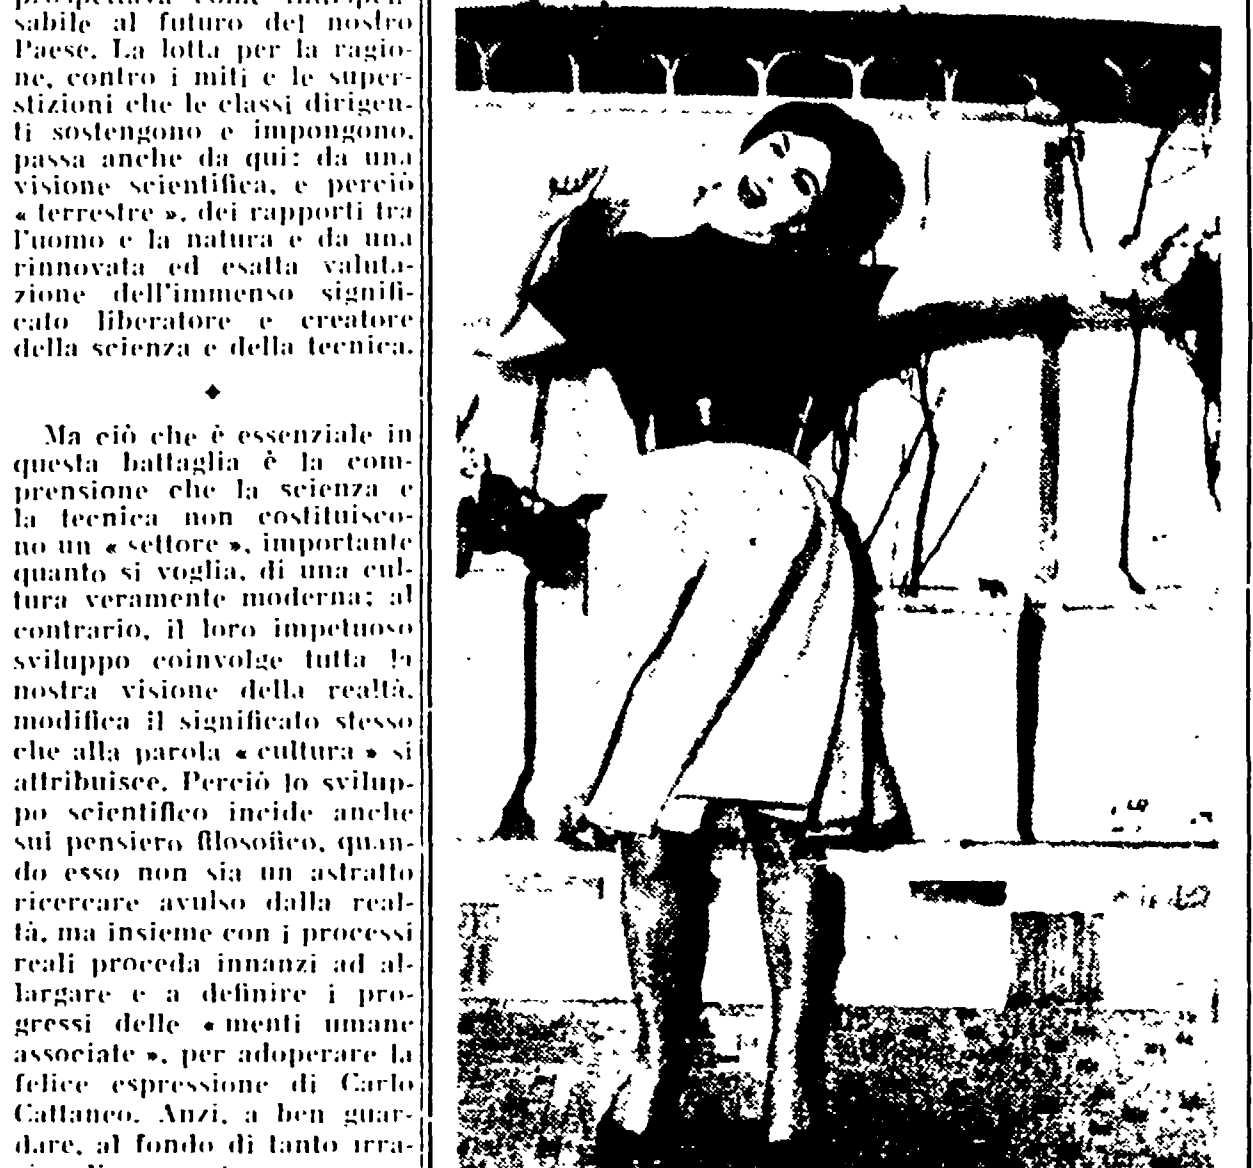 sabile al futuro del nostro
Paese. La lotta per la ragio-
ne, contro i miti e le super-
stizioni che le classi dirigen-
ti sostengono e impongono,
passa anche da qui: da una
visione scientifica, e perciò
« terrestre », dei rapporti tra
l'uomo e la natura e da una
rinnovata ed esatta valuta-
zione dell'immenso signifi-
cato liberatore e creatore
della scienza e della tecnica.
Ma ciò che è essenziale in
questa battaglia è la com-
prensione che la scienza e
la tecnica non costituisco-
no un « settore », importante
quanto si voglia, di una cul-
tura veramente moderna; al
contrario, il loro impetuoso
sviluppo coinvolge tutta la
nostra visione della realtà,
modifica il significato stesso
che alla parola « cultura » si
attribuisce. Perciò lo svilup-
po scientifico incide anche
sul pensiero filosofico, quan-
do esso non sia un astratto
ricercare avulso dalla real-
tà, ma insieme con i processi
reali proceda innanzi ad al-
largare e a definire i pro-
gressi delle « menti umane
associate », per adoperare la
felice espressione di Carlo
Cattaneo. Anzi, a ben guar-
dare, al fondo di tanto irra-